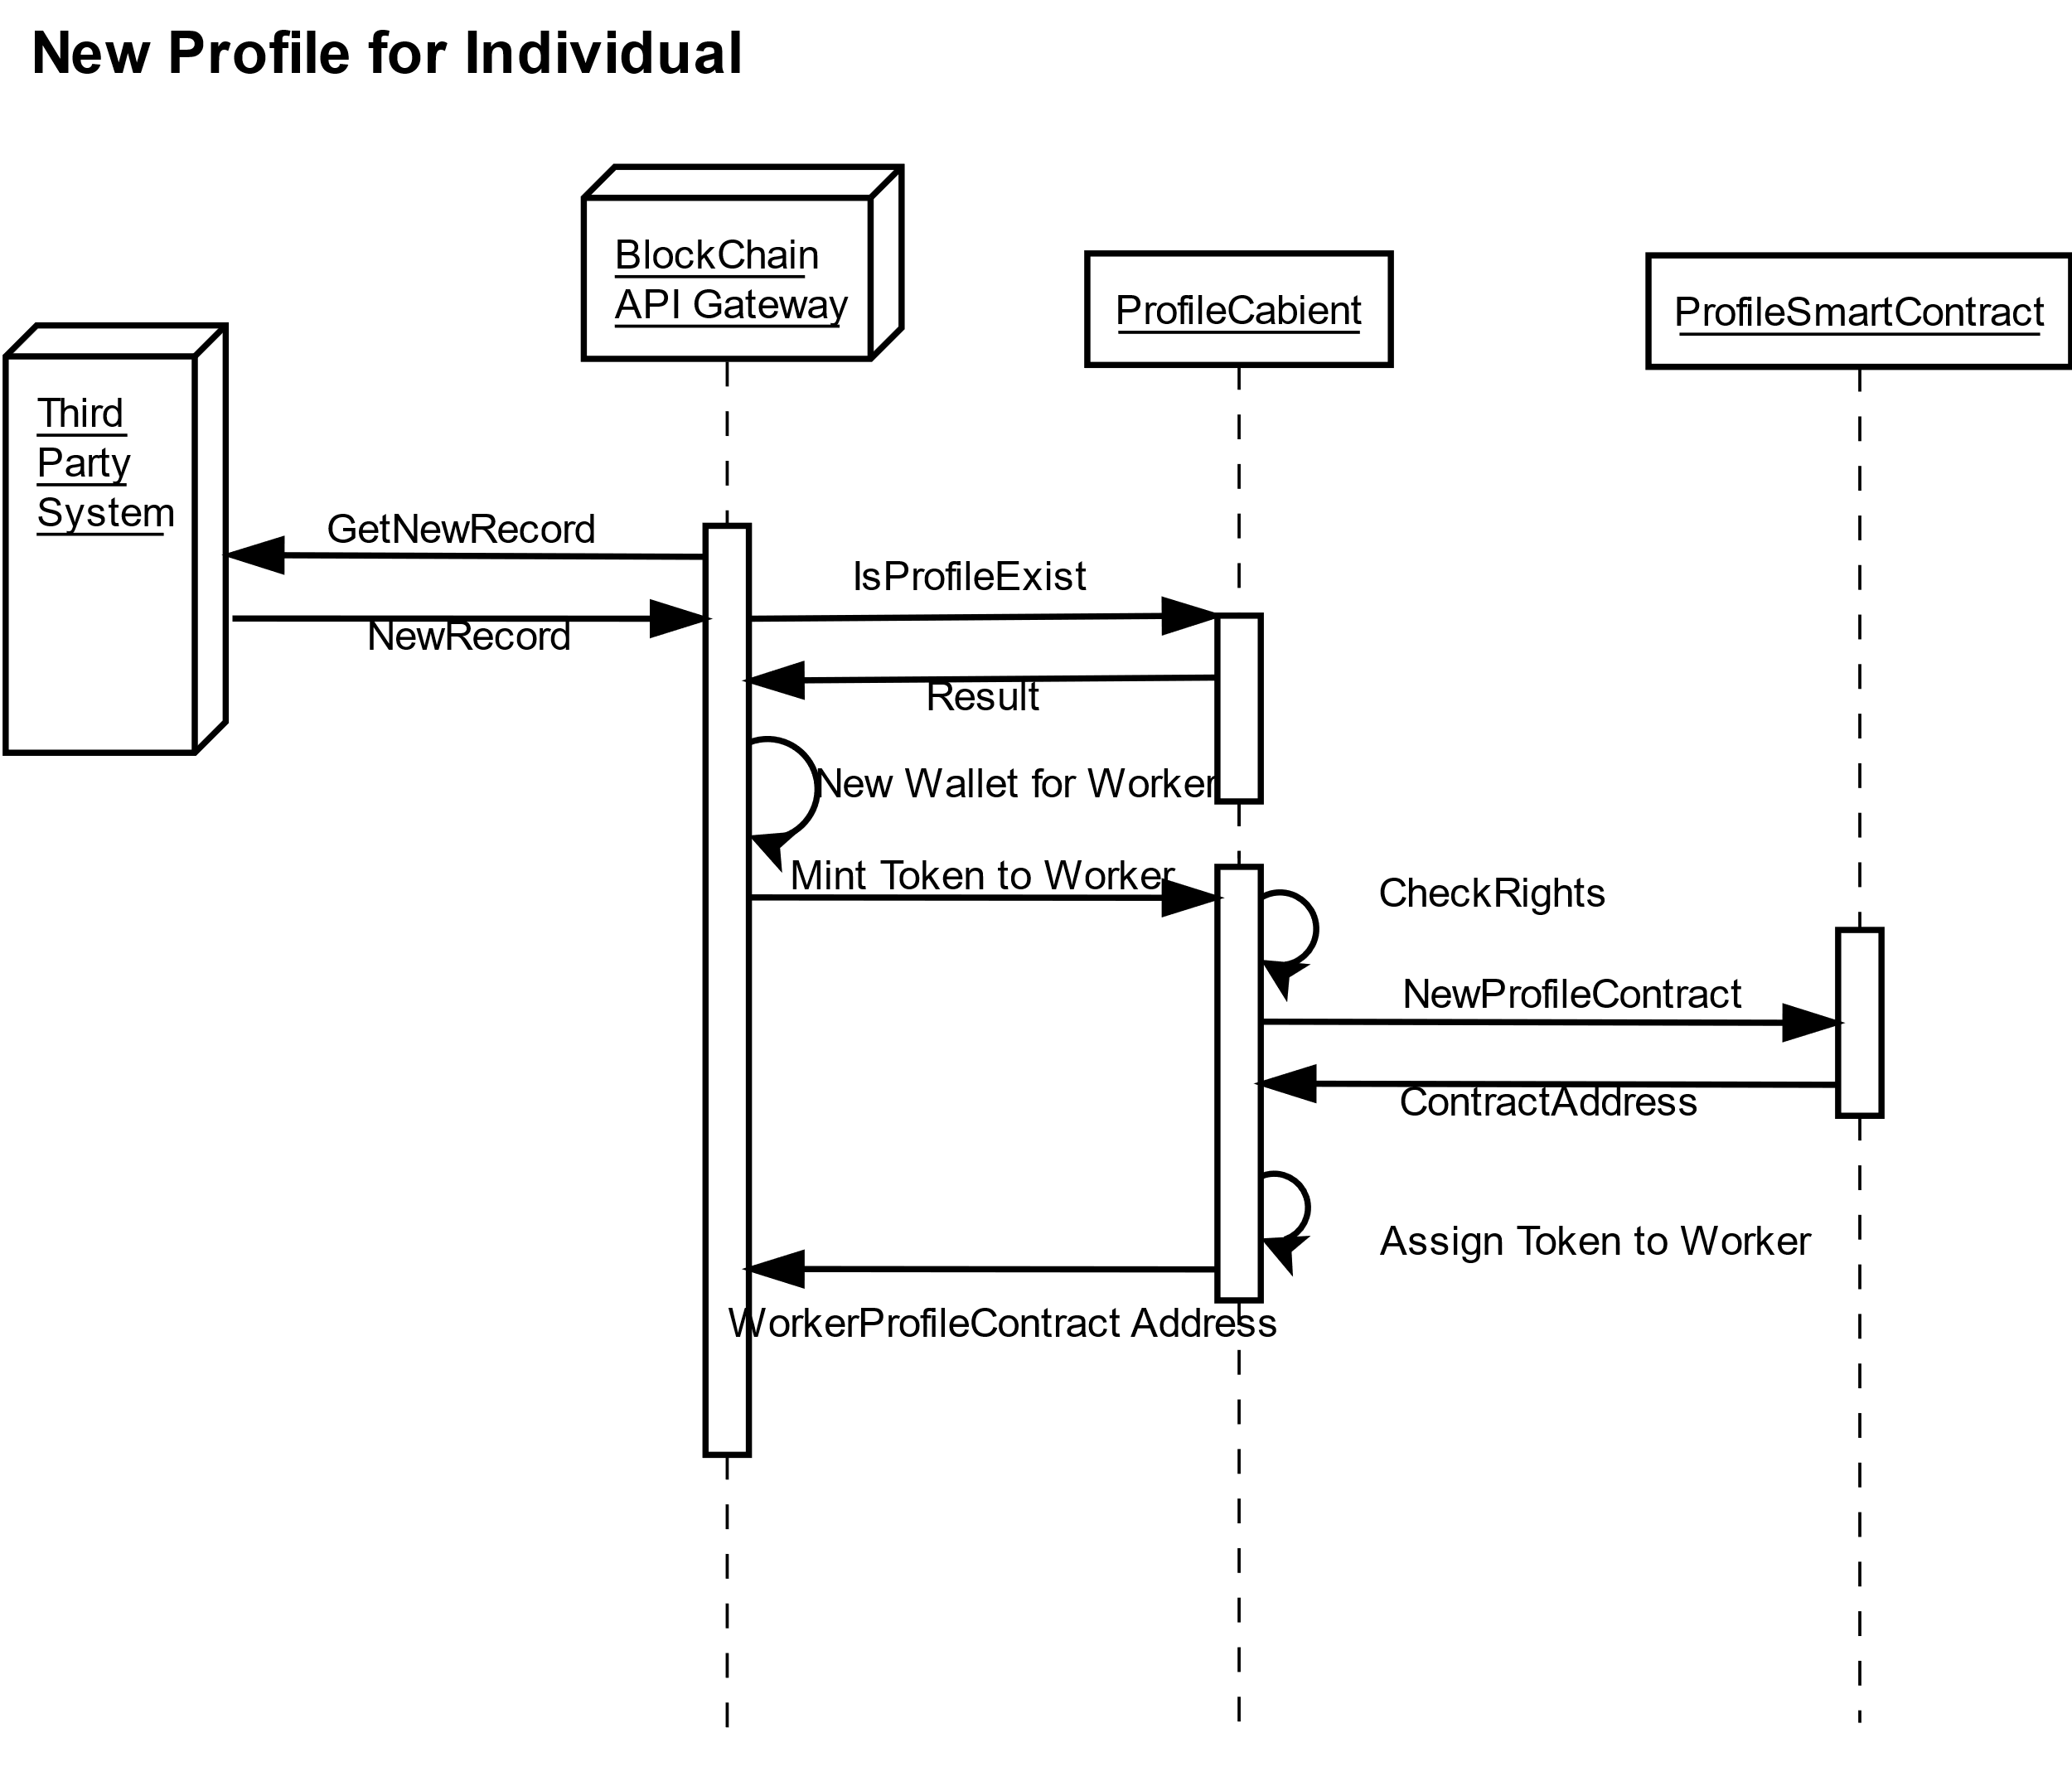 New Profile for Individual
BlockChain
API Gateway
ProfileCabient
ProfileSmartContract
Third
Party
System
GetNewRecord
IsProfileExist
NewRecord
Result
New Wallet for Worker
Mint Token to Worker
CheckRights
NewProfileContract
ContractAddress
Assign Token to Worker
WorkerProfileContract Address